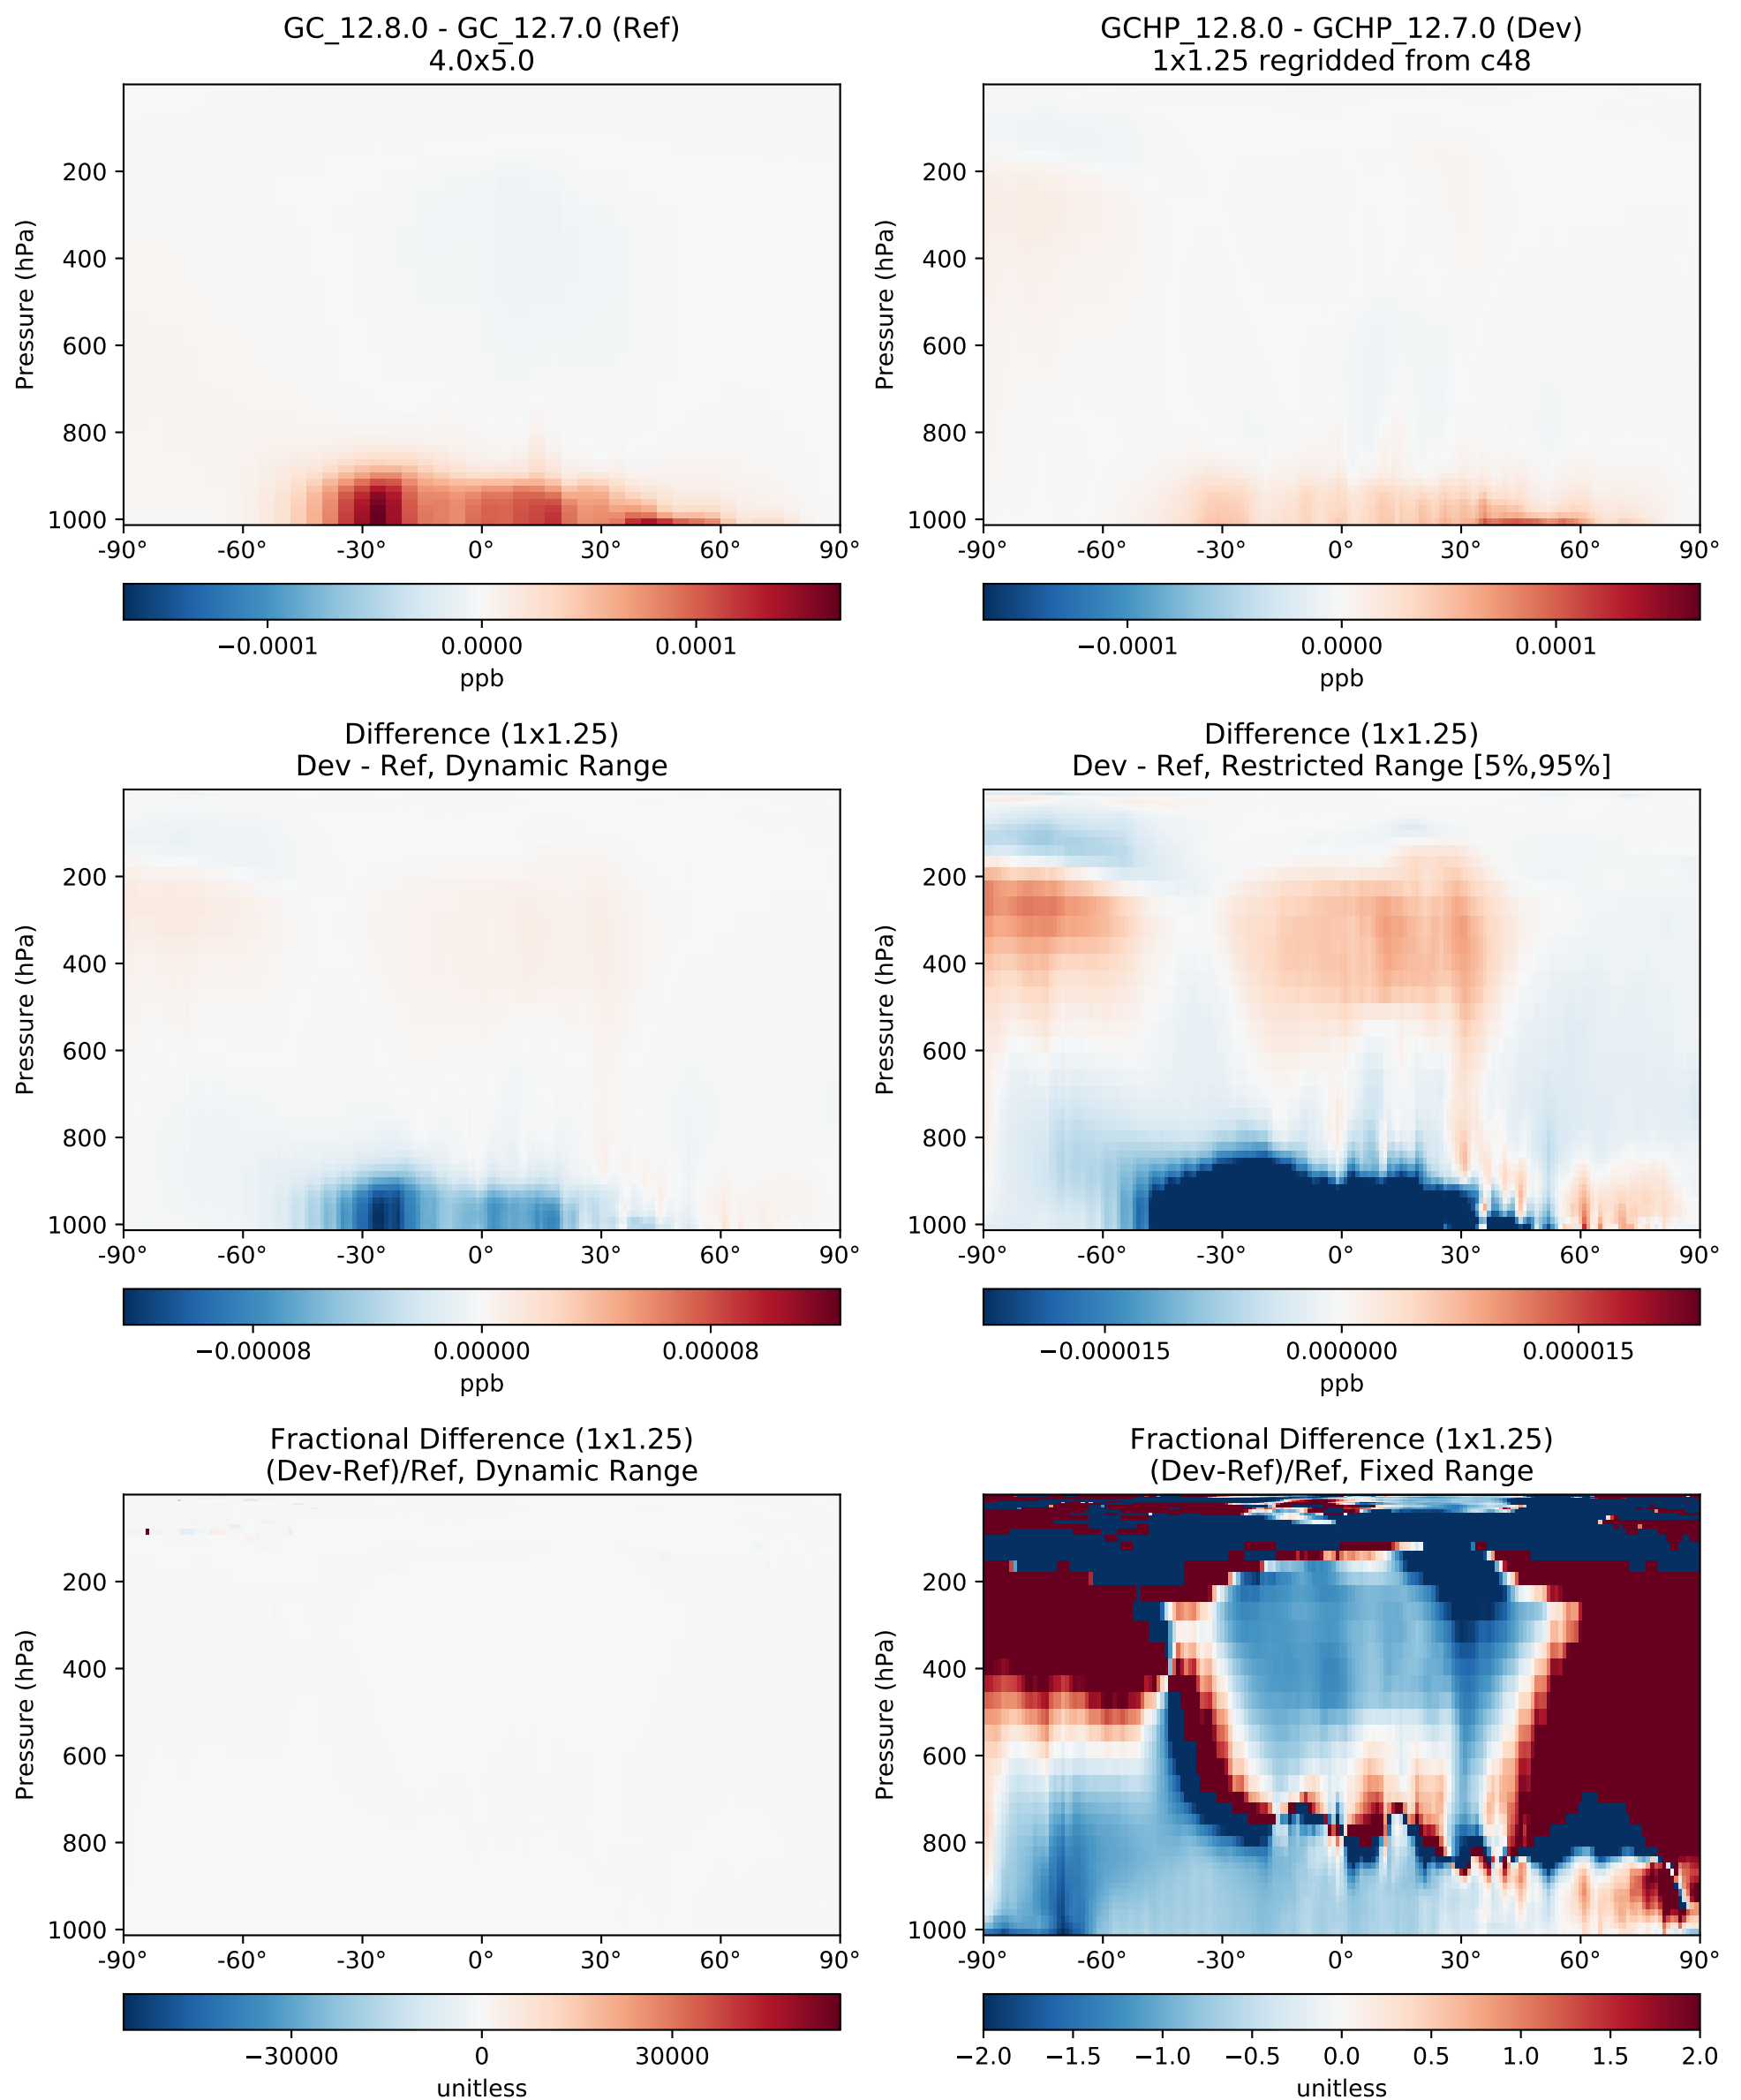 GC_12.8.0 - GC_12.7.0 (Ref)
4.0x5.0
Pressure (hPa)
200
400
600
800
1000
-90° -60° -30° 0° 30° 60° 90°
−0.0001 0.0000 0.0001
ppb
GCHP_12.8.0 - GCHP_12.7.0 (Dev)
1x1.25 regridded from c48
Pressure (hPa)
200
400
600
800
1000
-90° -60° -30° 0° 30° 60° 90°
−0.0001 0.0000 0.0001
ppb
Difference (1x1.25)
Dev - Ref, Dynamic Range
Pressure (hPa)
200
400
600
800
1000
-90° -60° -30° 0° 30° 60° 90°
−0.00008 0.00000 0.00008
ppb
Difference (1x1.25)
Dev - Ref, Restricted Range [5%,95%]
Pressure (hPa)
200
400
600
800
1000
-90° -60° -30° 0° 30° 60° 90°
−0.000015 0.000000 0.000015
ppb
Fractional Difference (1x1.25)
(Dev-Ref)/Ref, Dynamic Range
Pressure (hPa)
200
400
600
800
1000
-90° -60° -30° 0° 30° 60° 90°
−30000 0 30000
unitless
Fractional Difference (1x1.25)
(Dev-Ref)/Ref, Fixed Range
Pressure (hPa)
200
400
600
800
1000
-90° -60° -30° 0° 30° 60° 90°
−2.0 −1.5 −1.0 −0.5 0.0 0.5 1.0 1.5 2.0
unitless